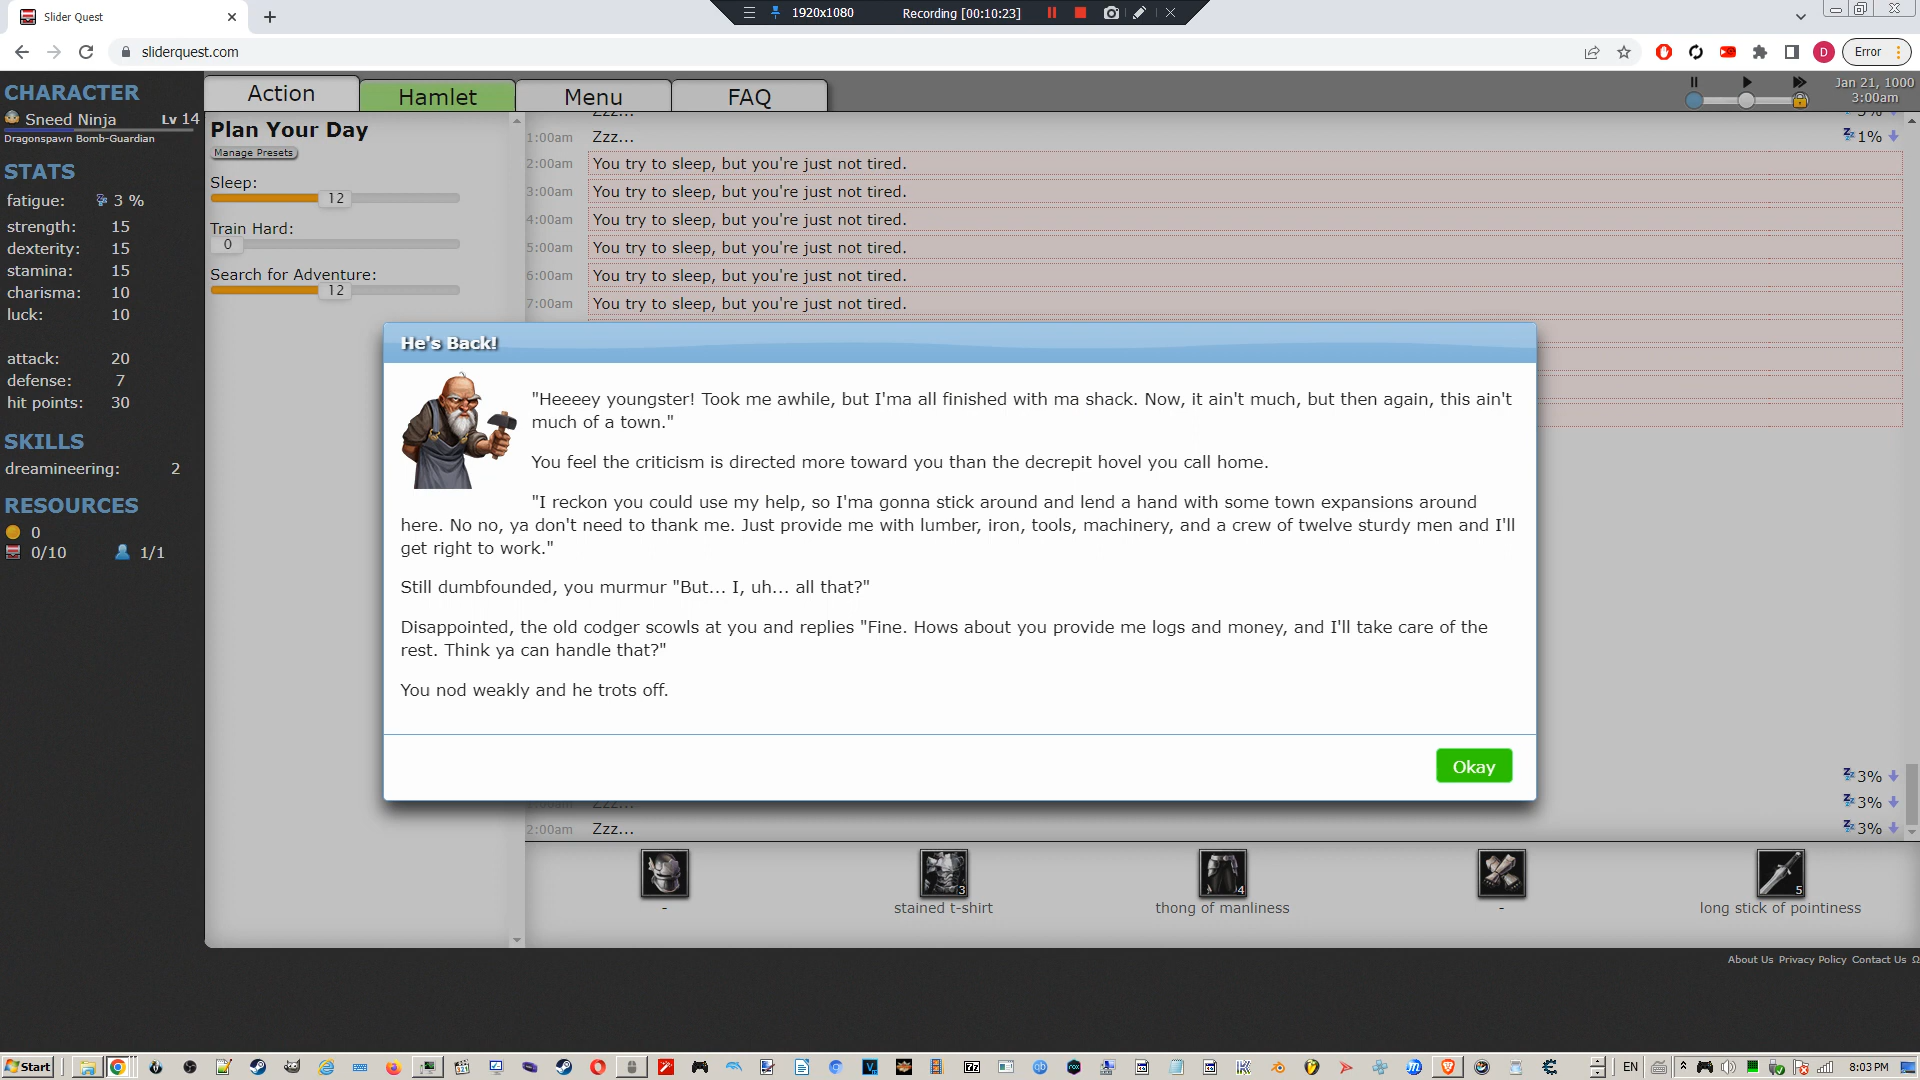 Slider Quest
1920x1080
Recording [00:10:23]
sliderquest.com
D
Error
CHARACTER
Sneed Ninja Lv 14
Dragonspawn Bomb-Guardian
STATS
fatigue: 3 %
strength: 15
dexterity: 15
stamina: 15
charisma: 10
luck: 10
attack: 20
defense: 7
hit points: 30
SKILLS
dreamineering: 2
RESOURCES
0
0/10 1/1
Action
Hamlet
Menu
FAQ
Jan 21, 1000
3:00am
Plan Your Day
Manage Presets
Sleep:
12
Train Hard:
0
Search for Adventure:
12
Zzz...
1:00am Zzz... 1%
2:00am You try to sleep, but you're just not tired.
3:00am You try to sleep, but you're just not tired.
4:00am You try to sleep, but you're just not tired.
5:00am You try to sleep, but you're just not tired.
6:00am You try to sleep, but you're just not tired.
7:00am You try to sleep, but you're just not tired.
He's Back!
"Heeeey youngster! Took me awhile, but I'ma all finished with ma shack. Now, it ain't much, but then again, this ain't
much of a town."
You feel the criticism is directed more toward you than the decrepit hovel you call home.
"I reckon you could use my help, so I'ma gonna stick around and lend a hand with some town expansions around
here. No no, ya don't need to thank me. Just provide me with lumber, iron, tools, machinery, and a crew of twelve sturdy men and I'll
get right to work."
Still dumbfounded, you murmur "But... I, uh... all that?"
Disappointed, the old codger scowls at you and replies "Fine. Hows about you provide me logs and money, and I'll take care of the
rest. Think ya can handle that?"
You nod weakly and he trots off.
Okay
3%
Zzz... 3%
2:00am Zzz... 3%
3
4
5
-
stained t-shirt
thong of manliness
-
long stick of pointiness
About Us Privacy Policy Contact Us
Start
EN
8:03 PM